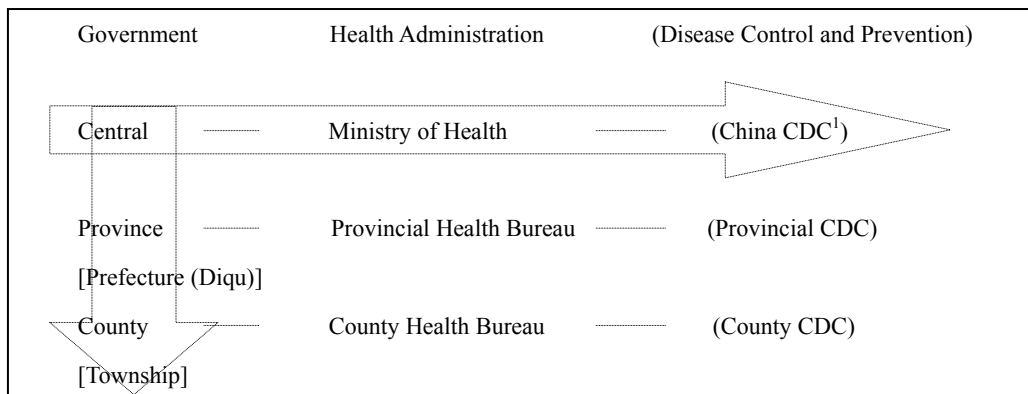 Government Health Administration (Disease Control and Prevention)
Central Ministry of Health (China CDC¹)
Province Provincial Health Bureau (Provincial CDC)
[Prefecture (Diqu)]
County County Health Bureau (County CDC)
[Township]